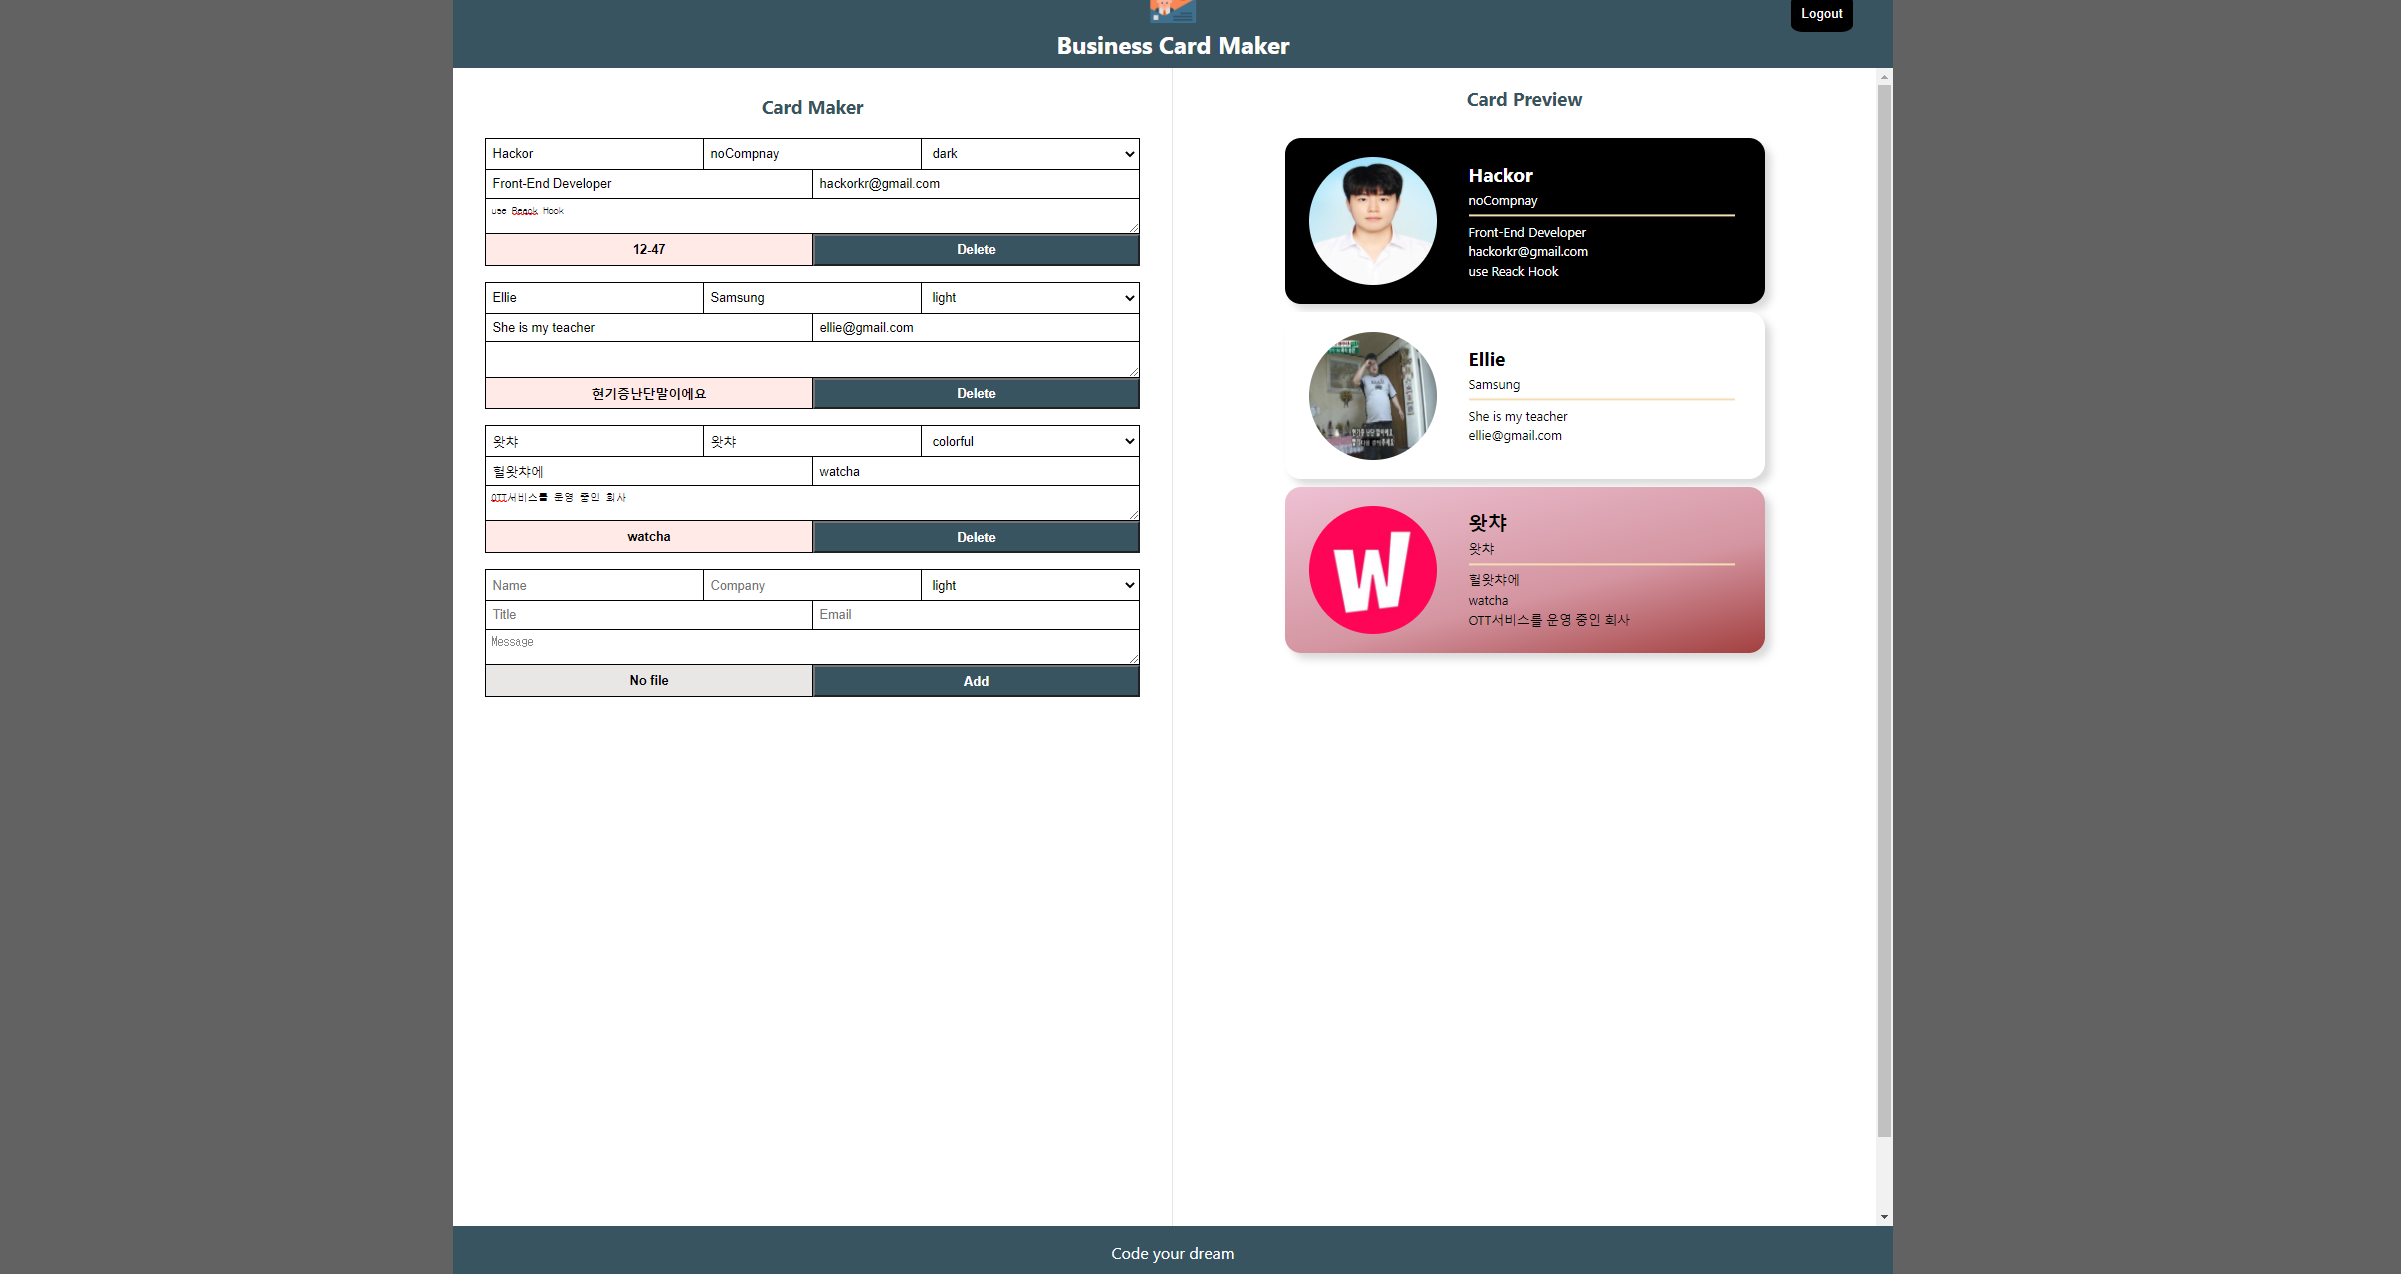 Logout
Business Card Maker
Card Maker
Hackor noCompnay dark
Front-End Developer hackorkr@gmail.com
use Reack Hook
12-47 Delete
Ellie Samsung light
She is my teacher ellie@gmail.com
현기증난단말이에요 Delete
왓챠 왓챠 colorful
헐왓챠에 watcha
OTT서비스를 운영 중인 회사
watcha Delete
Name Company light
Title Email
Message
No file Add
Card Preview
Hackor
noCompnay
Front-End Developer
hackorkr@gmail.com
use Reack Hook
Ellie
Samsung
She is my teacher
ellie@gmail.com
W
왓챠
왓챠
헐왓챠에
watcha
OTT서비스를 운영 중인 회사
Code your dream